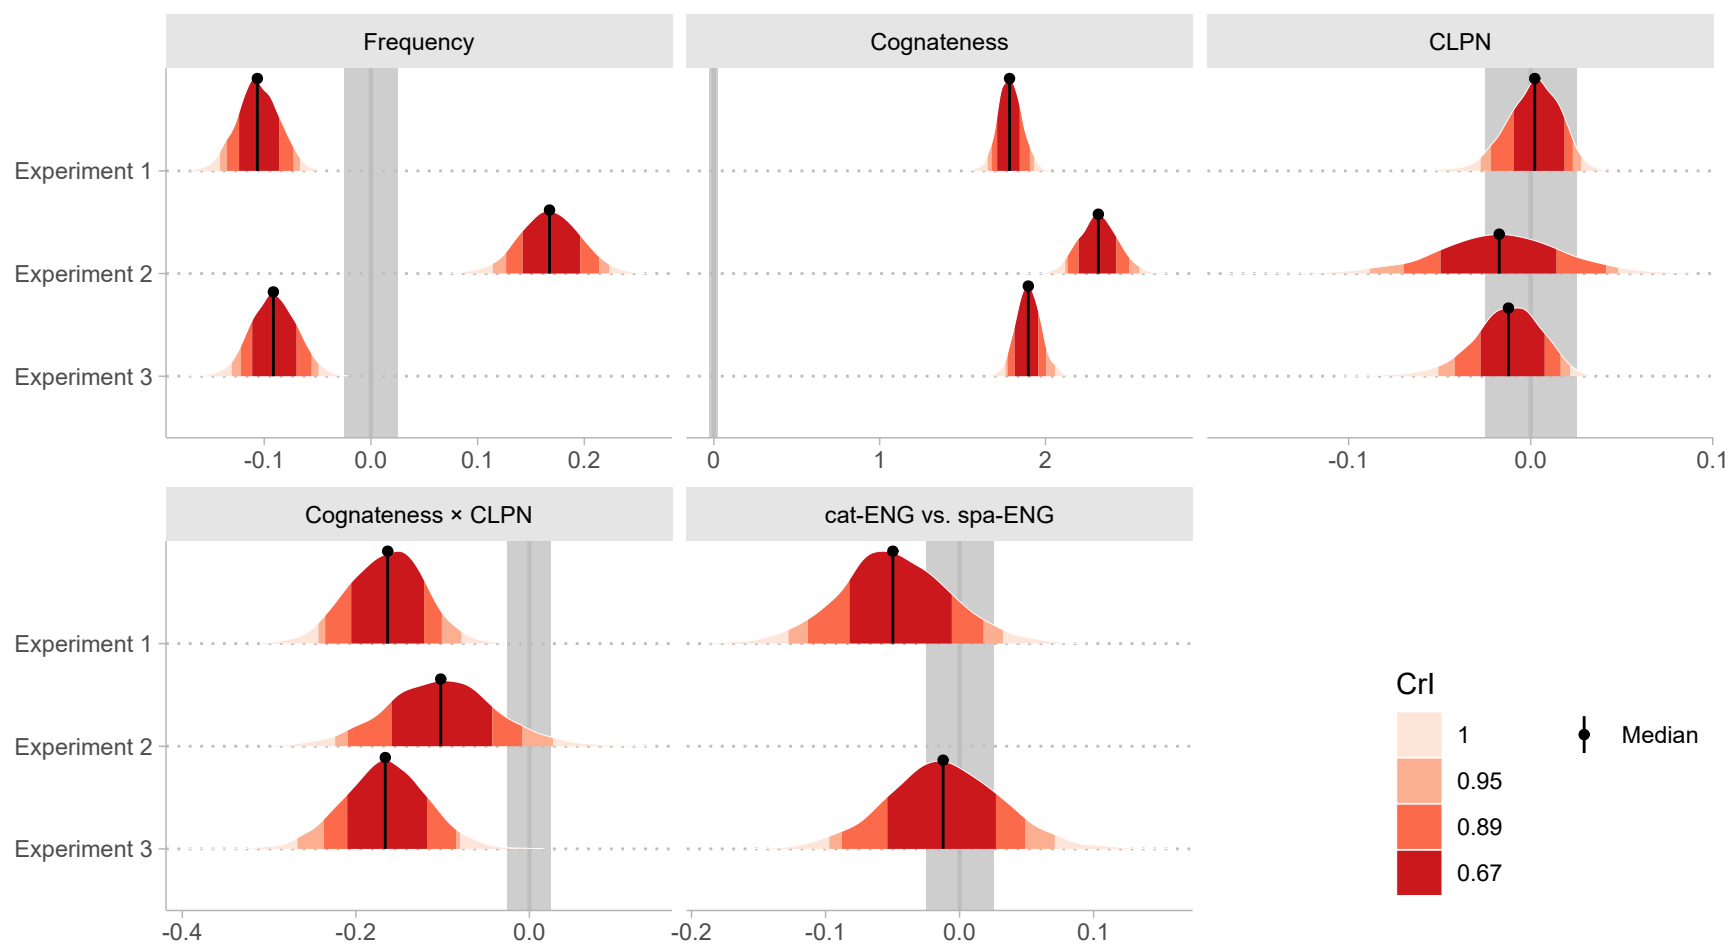 Frequency
Cognateness
CLPN
Experiment 1
Experiment 2
Experiment 3
-0.1 0.0 0.1 0.2
0 1 2
-0.1 0.0 0.1
Cognateness × CLPN
cat-ENG vs. spa-ENG
Experiment 1
Experiment 2
Experiment 3
-0.4 -0.2 0.0
-0.2 -0.1 0.0 0.1
CrI
1
0.95
0.89
0.67
Median